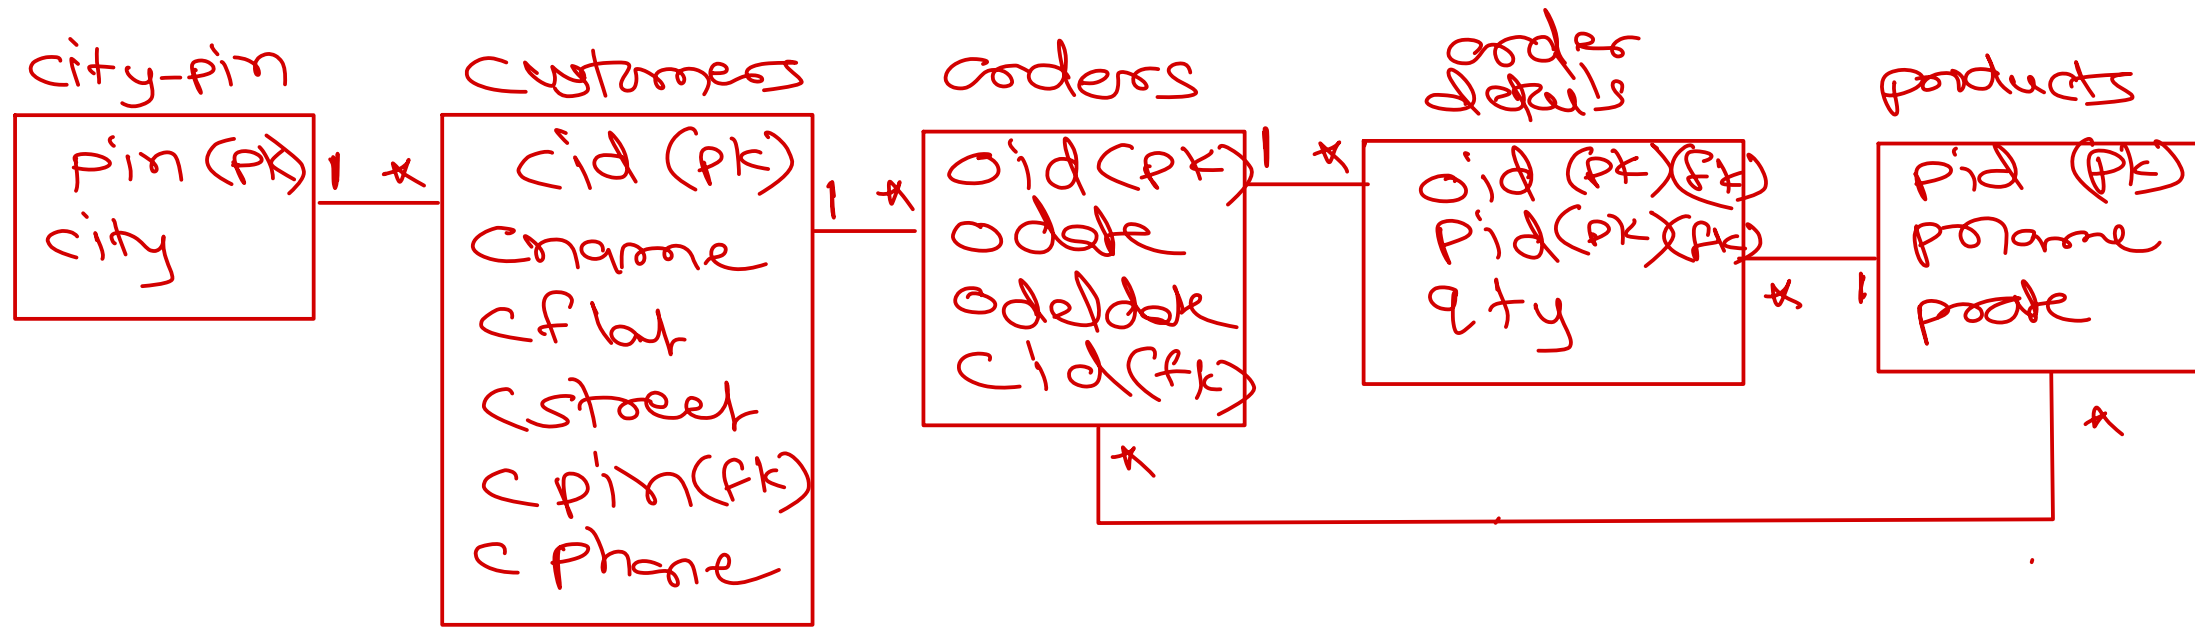 city-pin
pin (pk)
city
1 *
customers
cid (pk)
cname
cflat
cstreet
cpin(fk)
cphone
1 *
orders
oid(pk)
odate
odeldate
cid(fk)
1 *
order
details
oid (pk)(fk)
pid(pk)(fk)
qty
* 1
products
pid (pk)
pname
* *